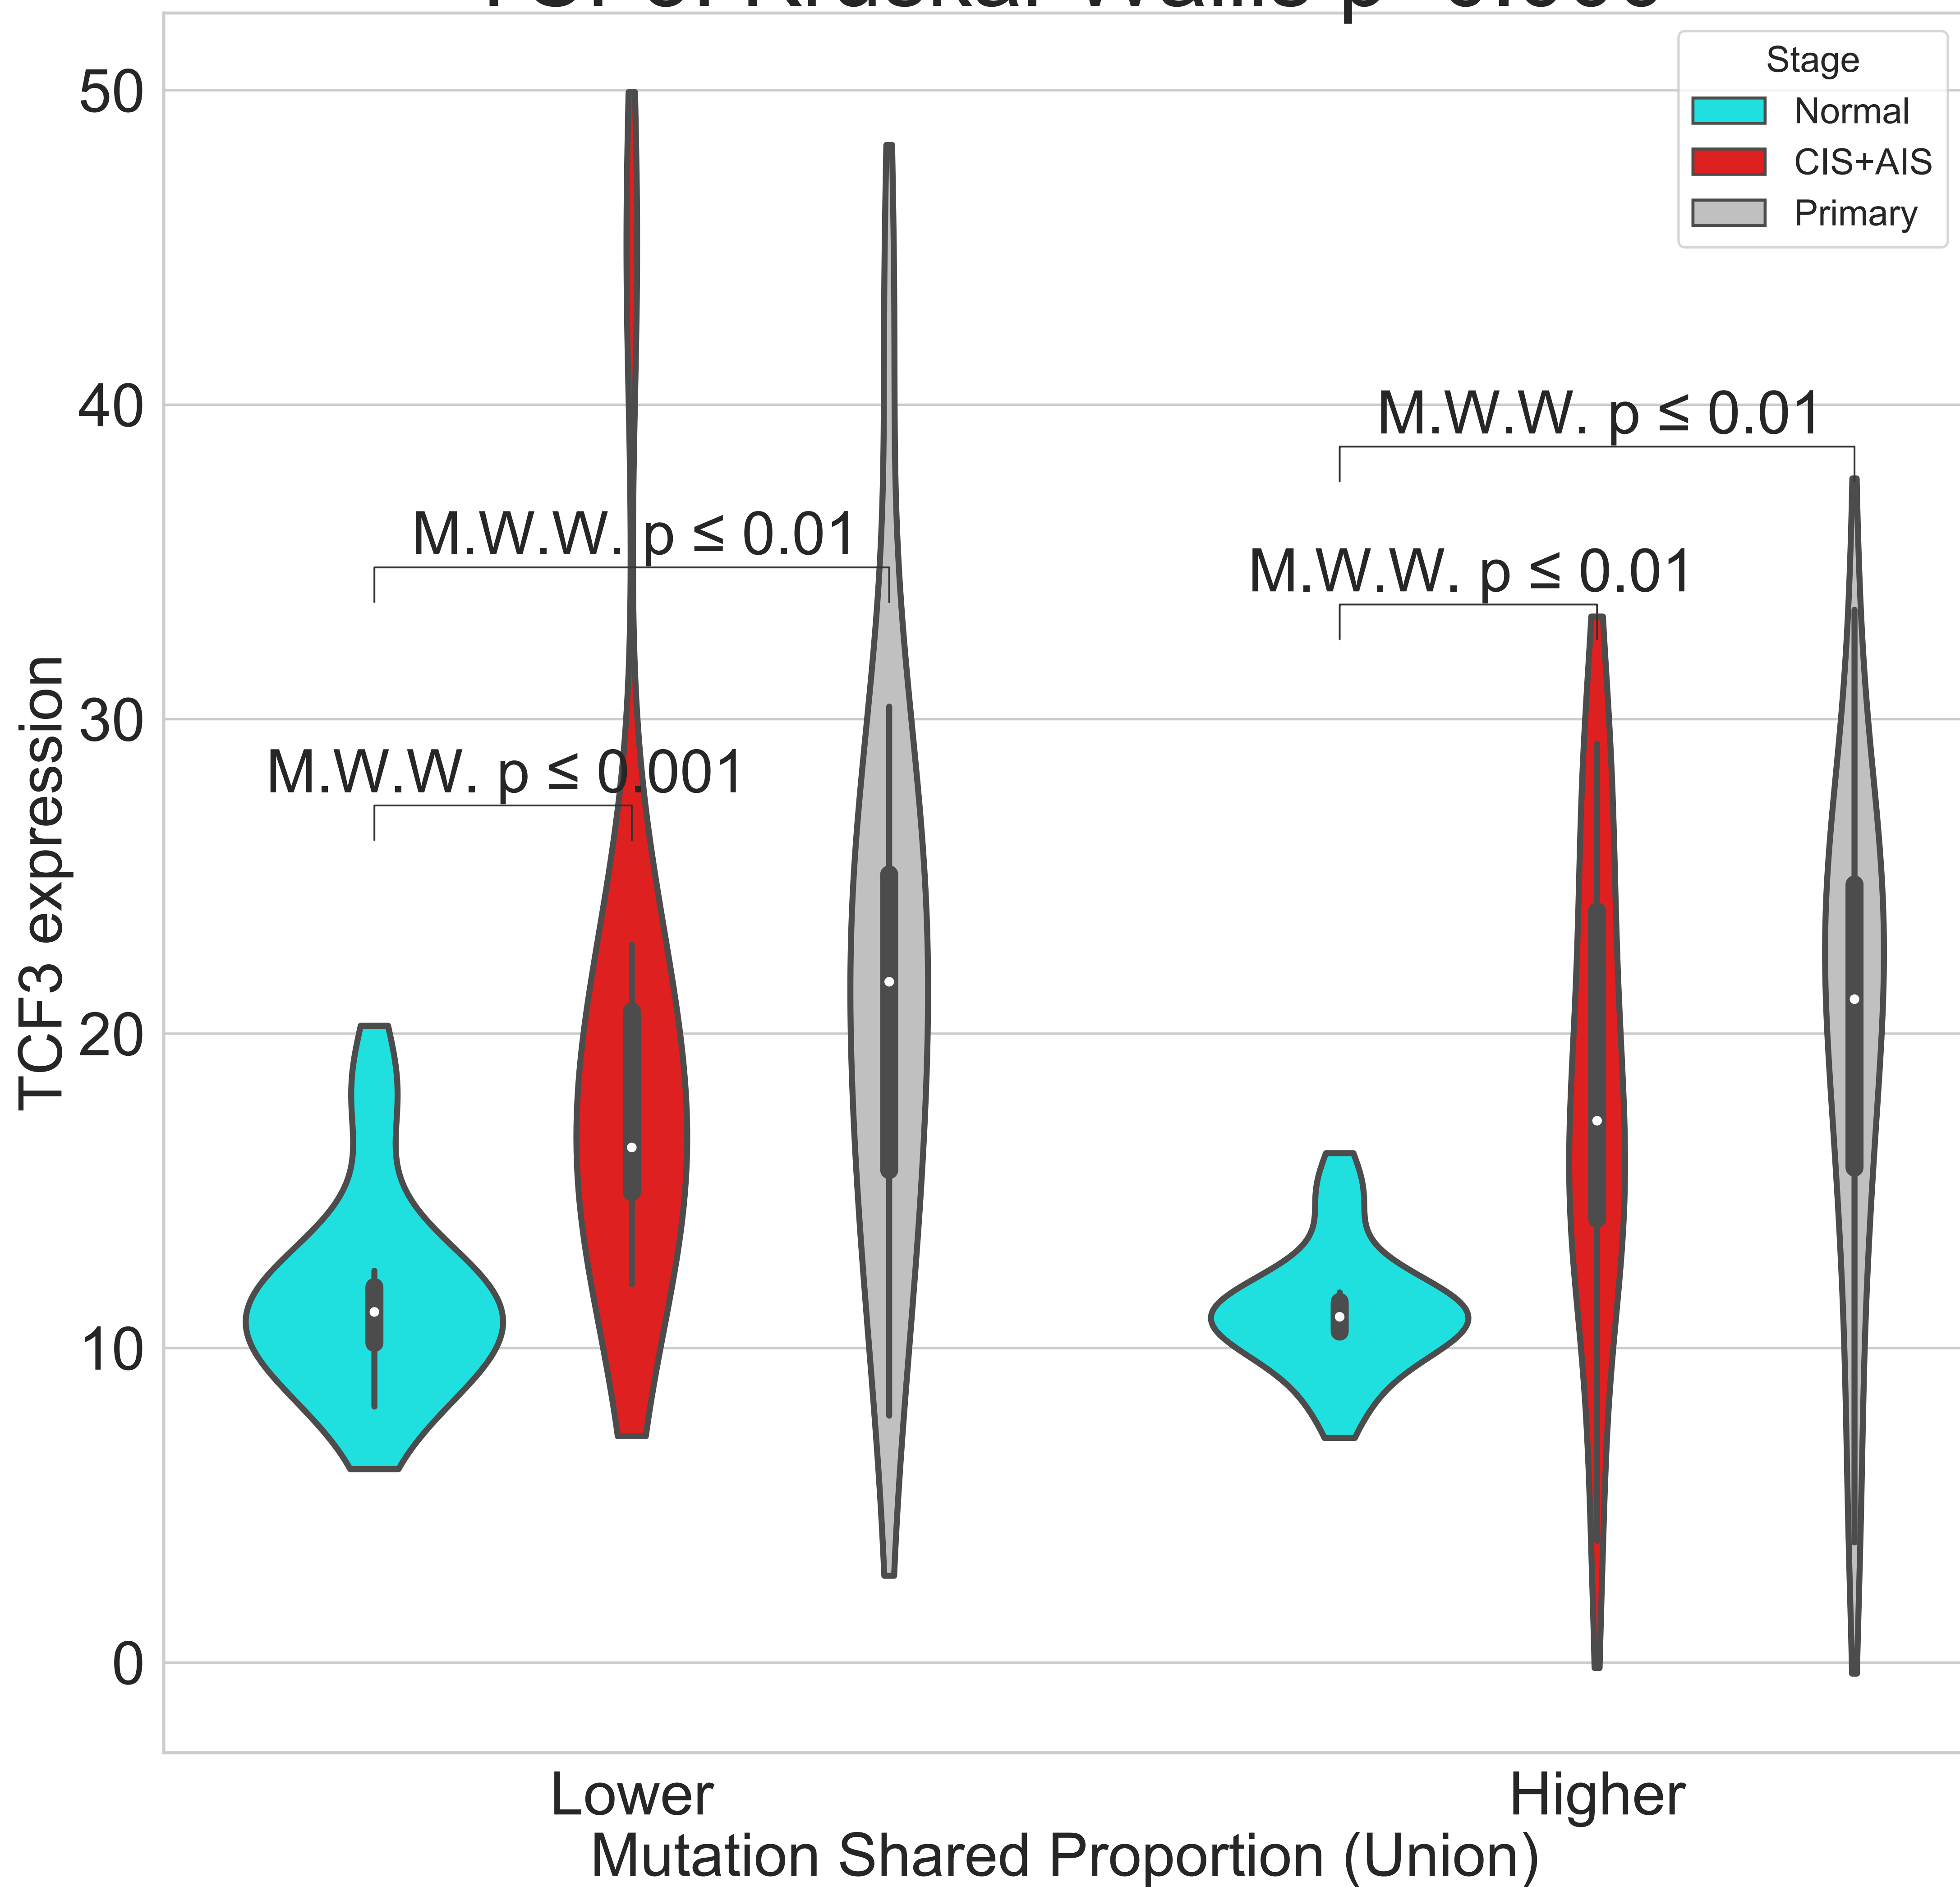 Stage
Normal
CIS+AIS
Primary
50
40
30
20
10
0
TCF3 expression
M.W.W. p ≤ 0.01
M.W.W. p ≤ 0.001
M.W.W. p ≤ 0.01
M.W.W. p ≤ 0.01
Lower
Higher
Mutation Shared Proportion (Union)